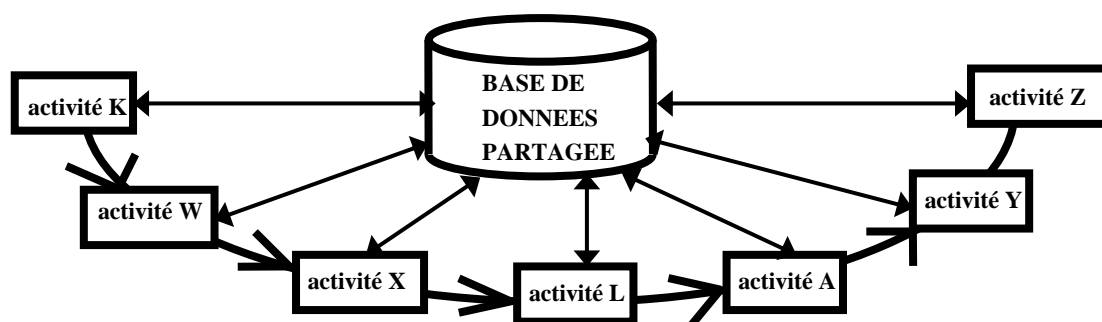 BASE DE
DONNEES
PARTAGEE
activité K
activité Z
activité W
activité Y
activité X
activité L
activité A